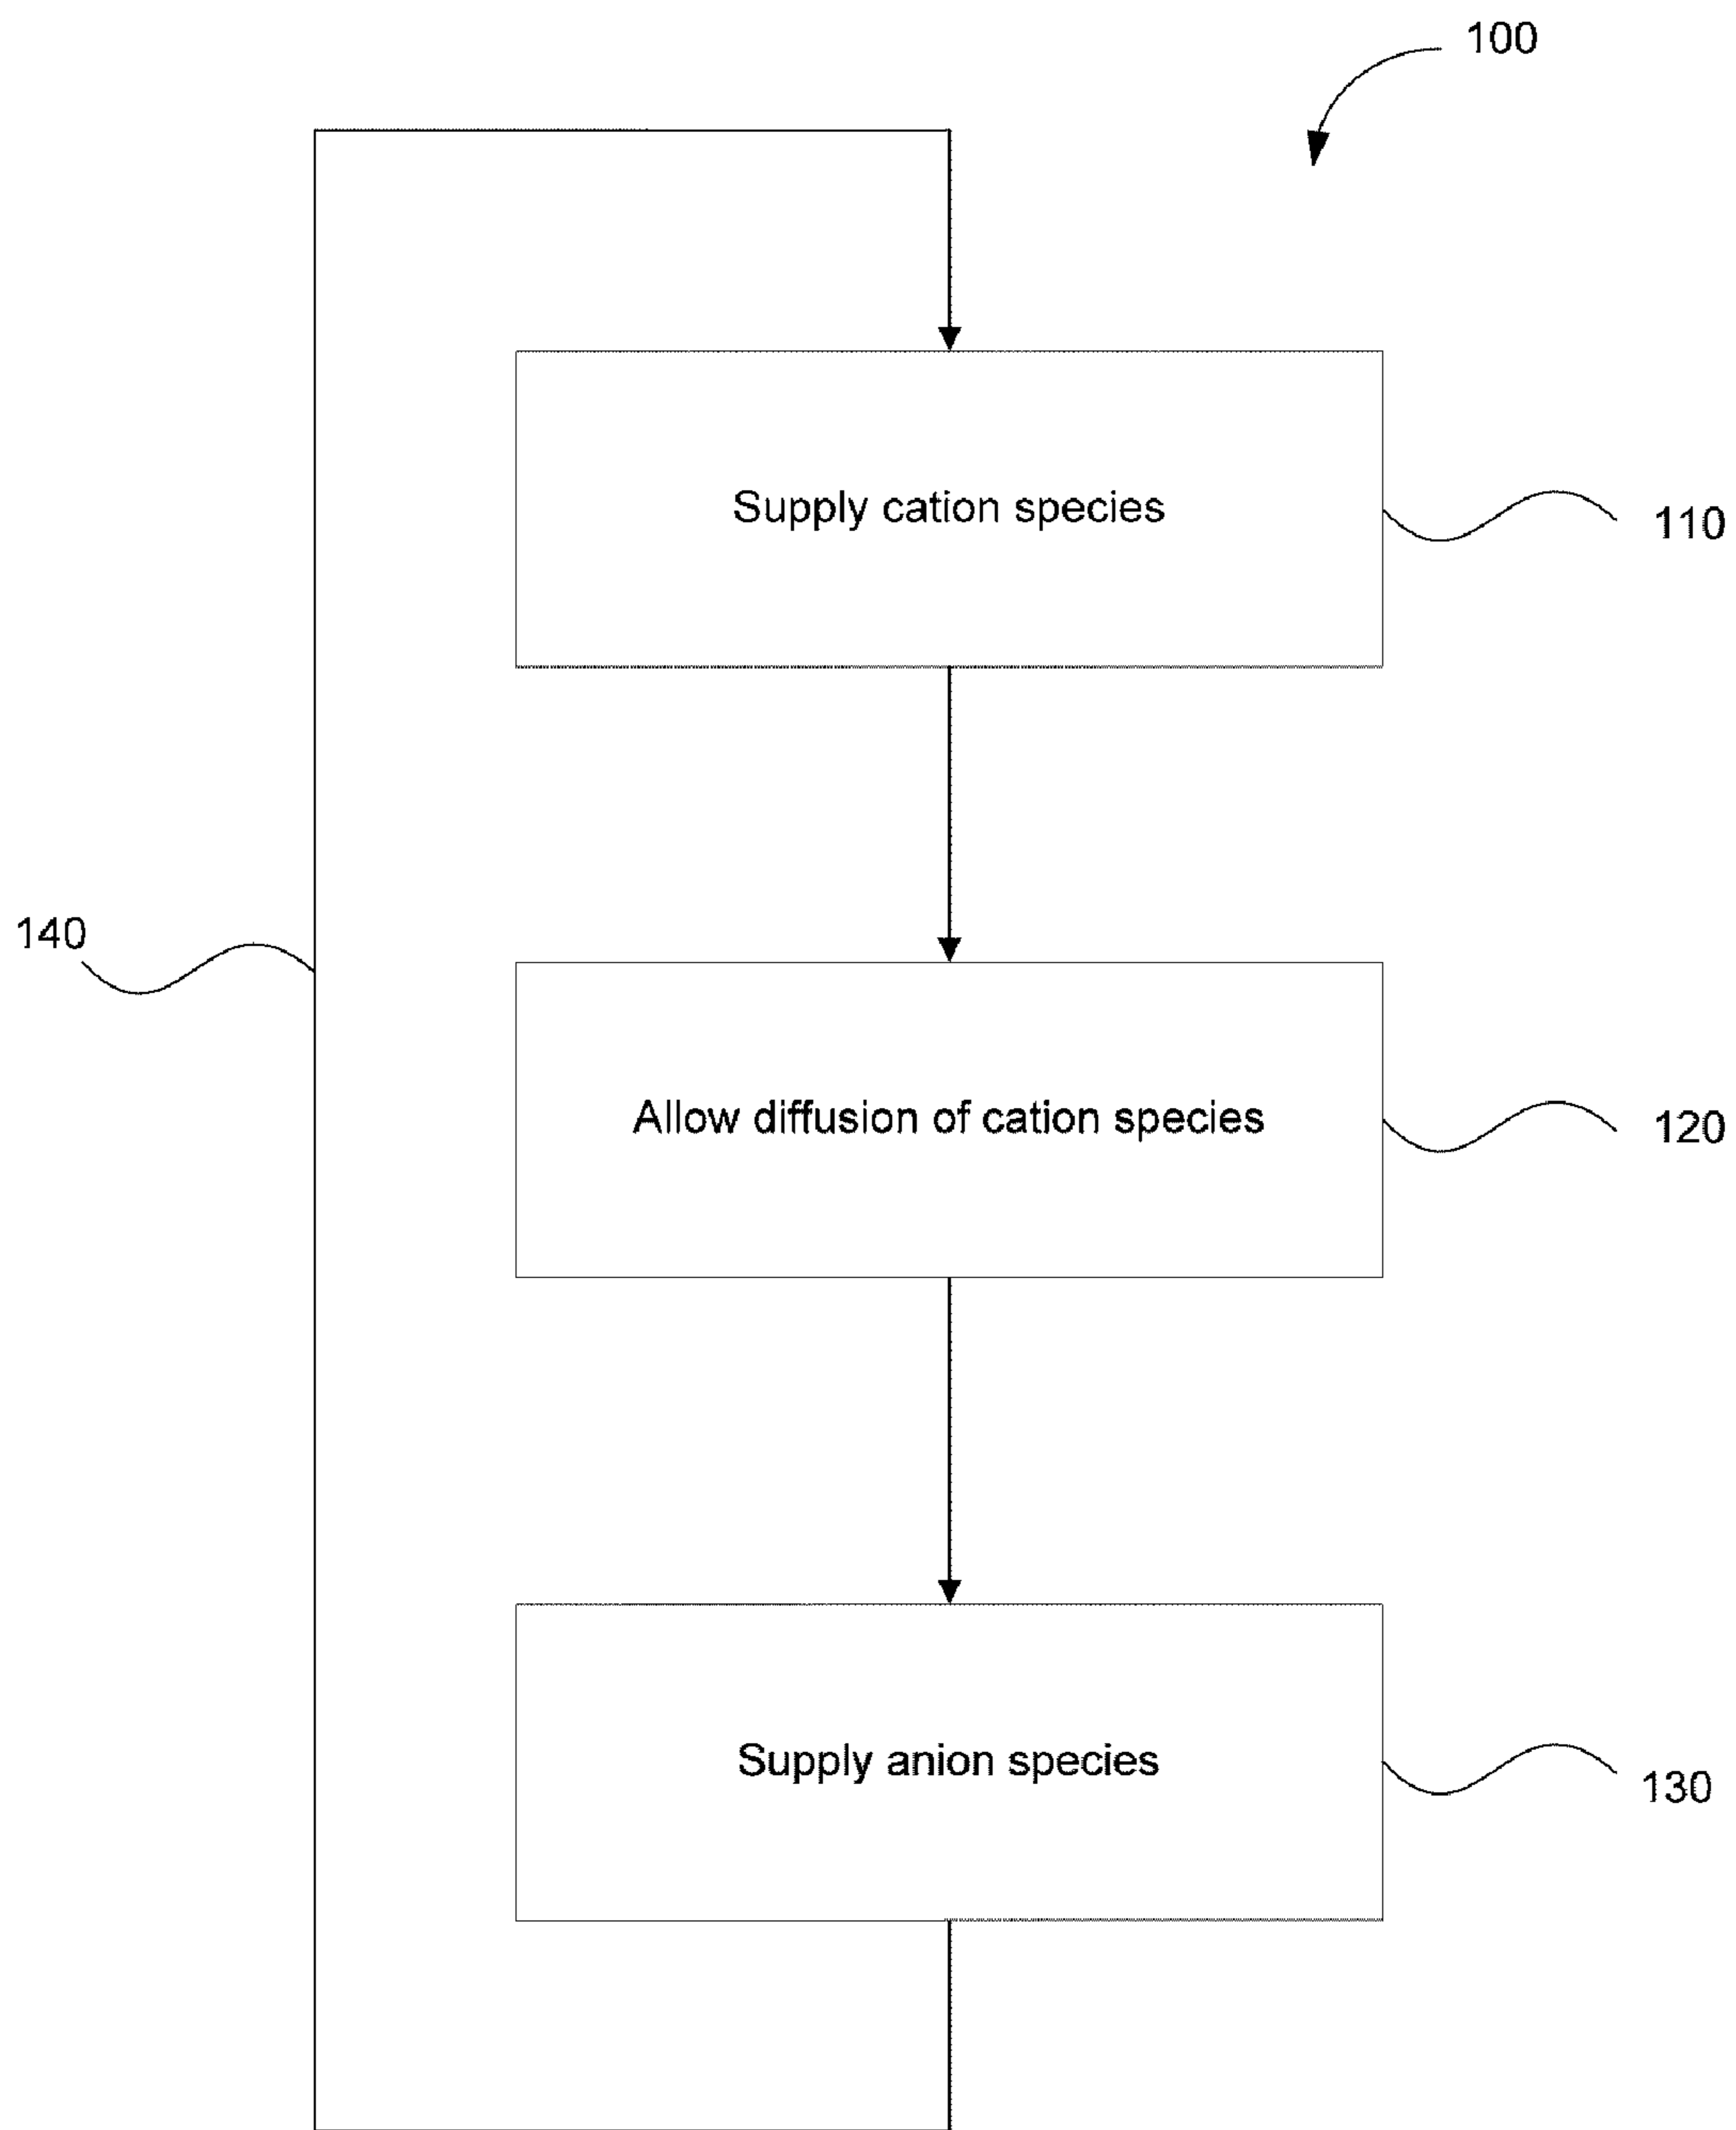 100
Supply cation species
110
140
Allow diffusion of cation species
120
Supply anion species
130